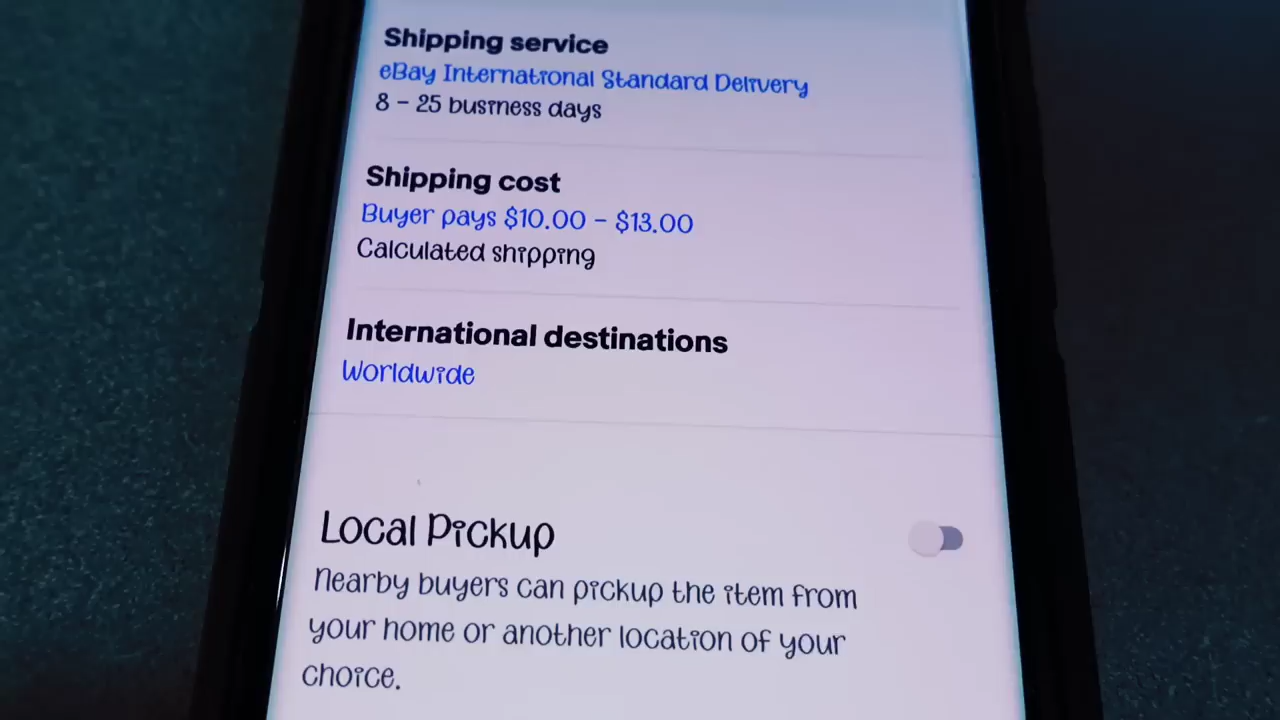 Shipping service
eBay International Standard Delivery
8 - 25 business days
Shipping cost
Buyer pays $10.00 - $13.00
Calculated shipping
International destinations
Worldwide
Local Pickup
Nearby buyers can pickup the item from
your home or another location of your
choice.